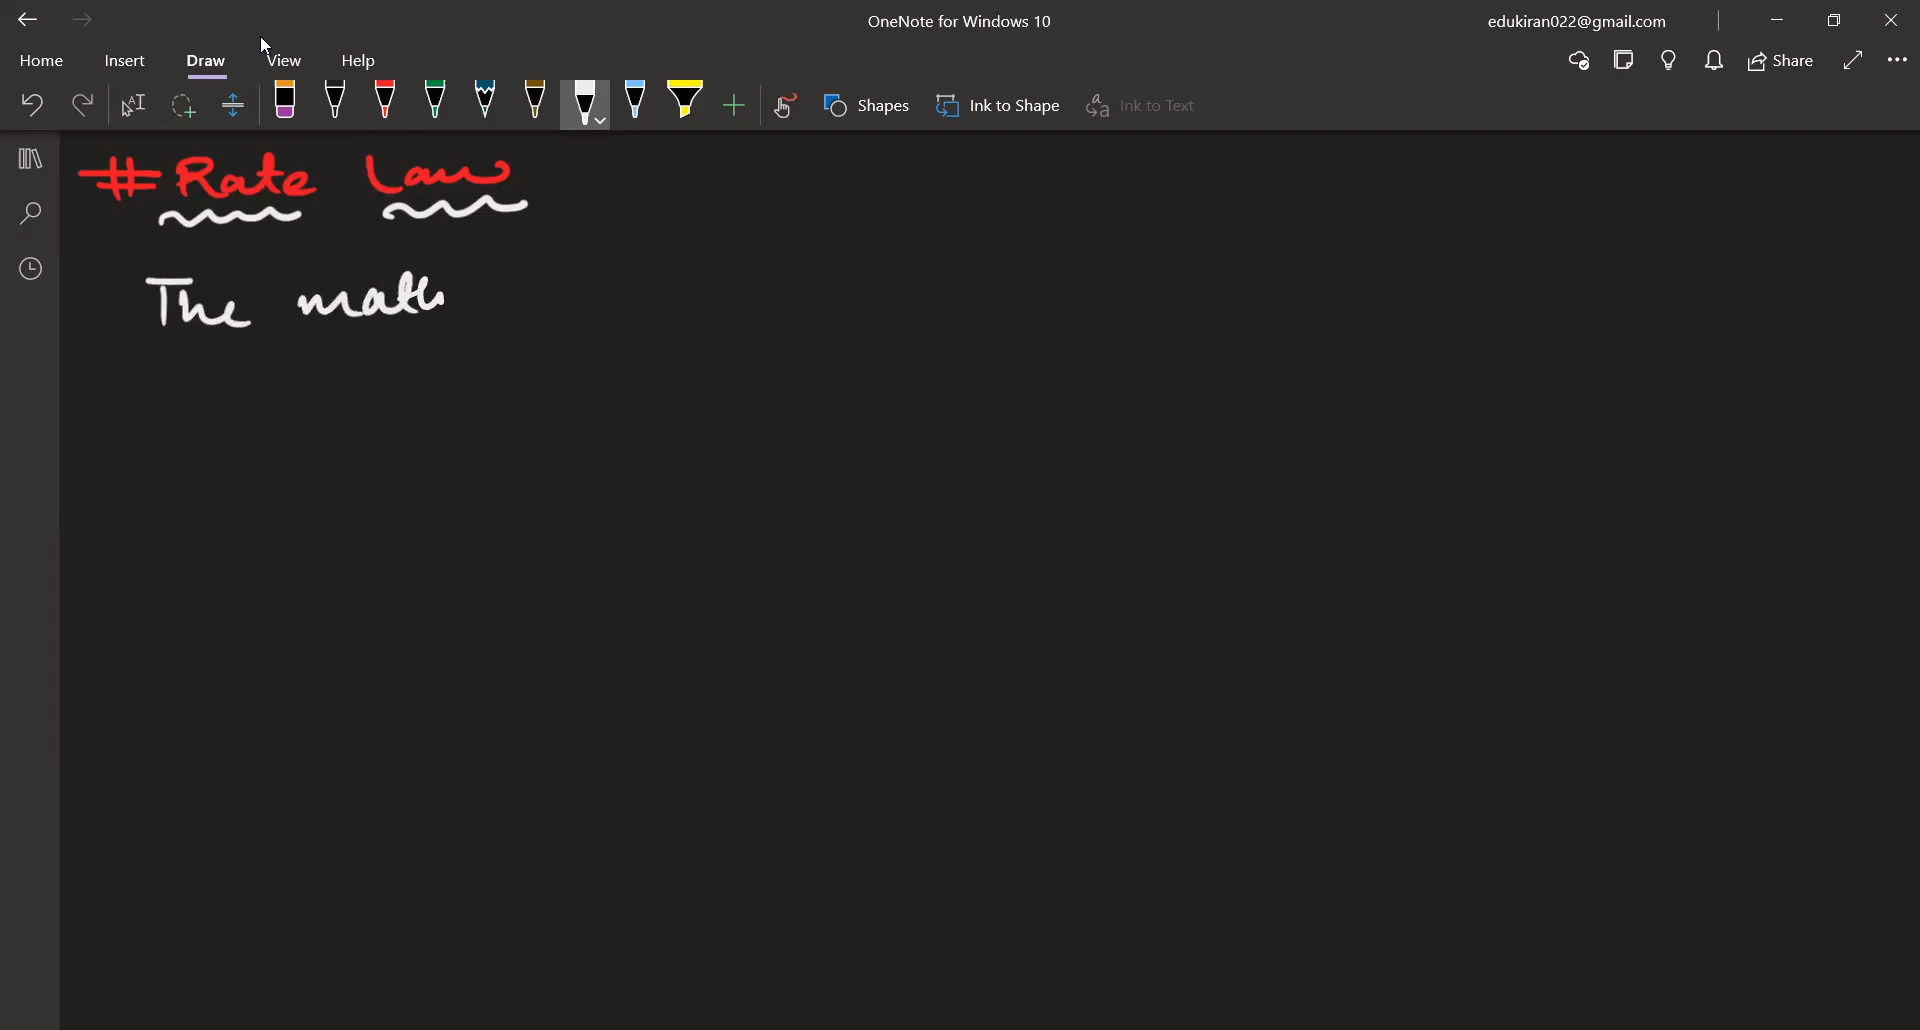 OneNote for Windows 10
edukiran022@gmail.com
Home Insert Draw View Help
Share
Shapes Ink to Shape Ink to Text
# Rate Law
The math